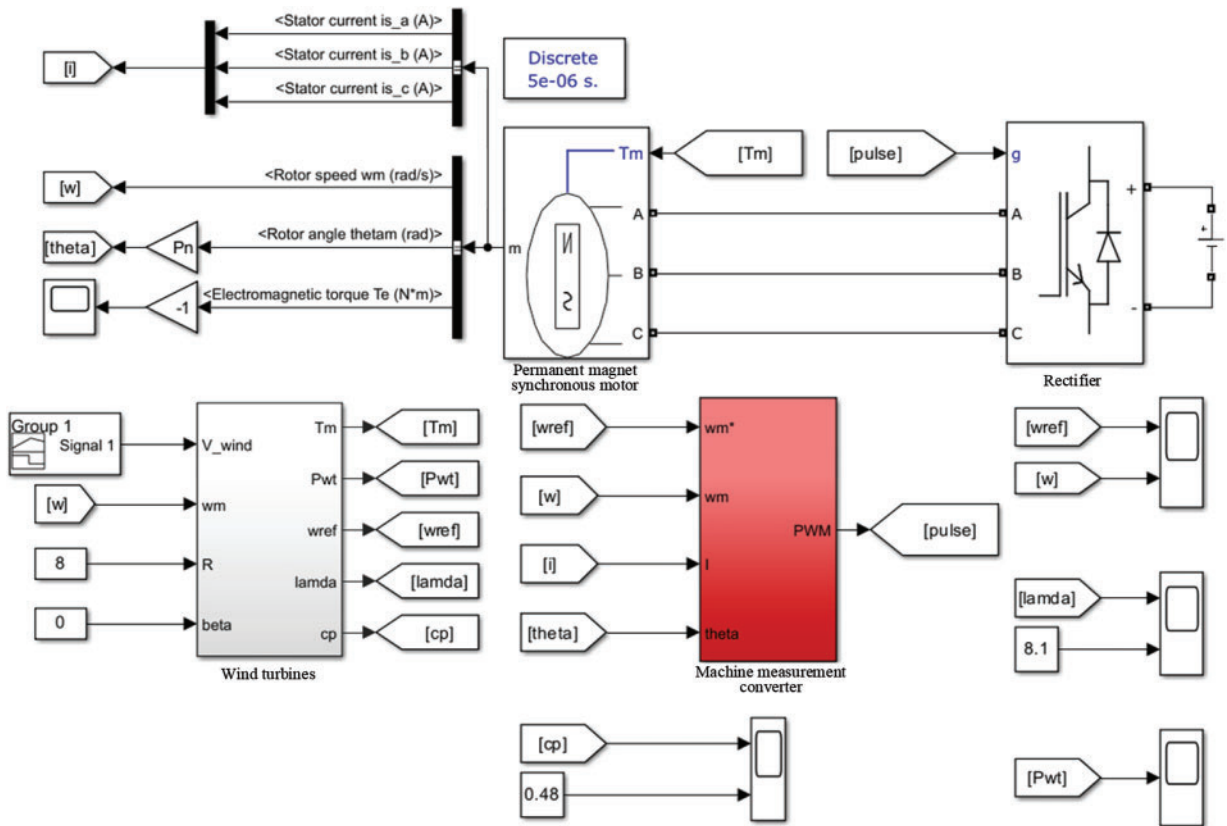 <Stator current is_a (A)>
[i]
<Stator current is_b (A)>
<Stator current is_c (A)>
Discrete
5e-06 s.
[w]
<Rotor speed wm (rad/s)>
[theta]
Pn
<Rotor angle thetam (rad)>
-1
<Electromagnetic torque Te (N*m)>
m
Tm
A
B
C
N
S
Permanent magnet
synchronous motor
[Tm]
[pulse]
g
A
B
C
+
-
+
Rectifier
Group 1
Signal 1
[w]
8
0
V_wind
wm
R
beta
Tm
Pwt
wref
lamda
cp
Wind turbines
[Tm]
[Pwt]
[wref]
[lamda]
[cp]
[wref]
[w]
[i]
[theta]
wm*
wm
I
theta
PWM
Machine measurement
converter
[pulse]
[wref]
[w]
[lamda]
8.1
[cp]
0.48
[Pwt]